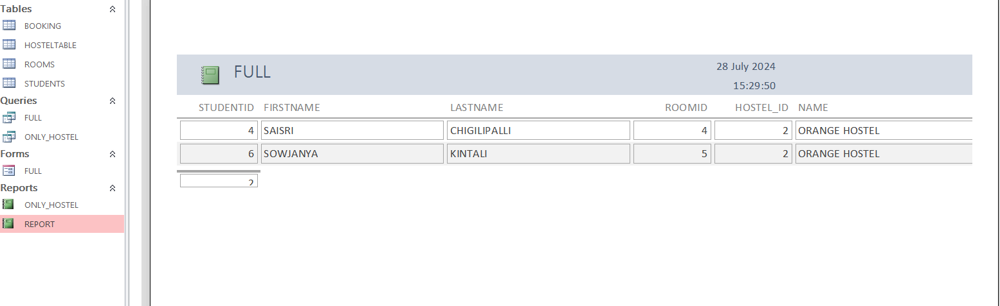 Tables
BOOKING
HOSTELTABLE
ROOMS
STUDENTS
Queries
FULL
ONLY_HOSTEL
Forms
FULL
Reports
ONLY_HOSTEL
REPORT
FULL
28 July 2024
15:29:50
STUDENTID FIRSTNAME LASTNAME ROOMID HOSTEL_ID NAME
4 SAISRI CHIGILIPALLI 4 2 ORANGE HOSTEL
6 SOWJANYA KINTALI 5 2 ORANGE HOSTEL
2